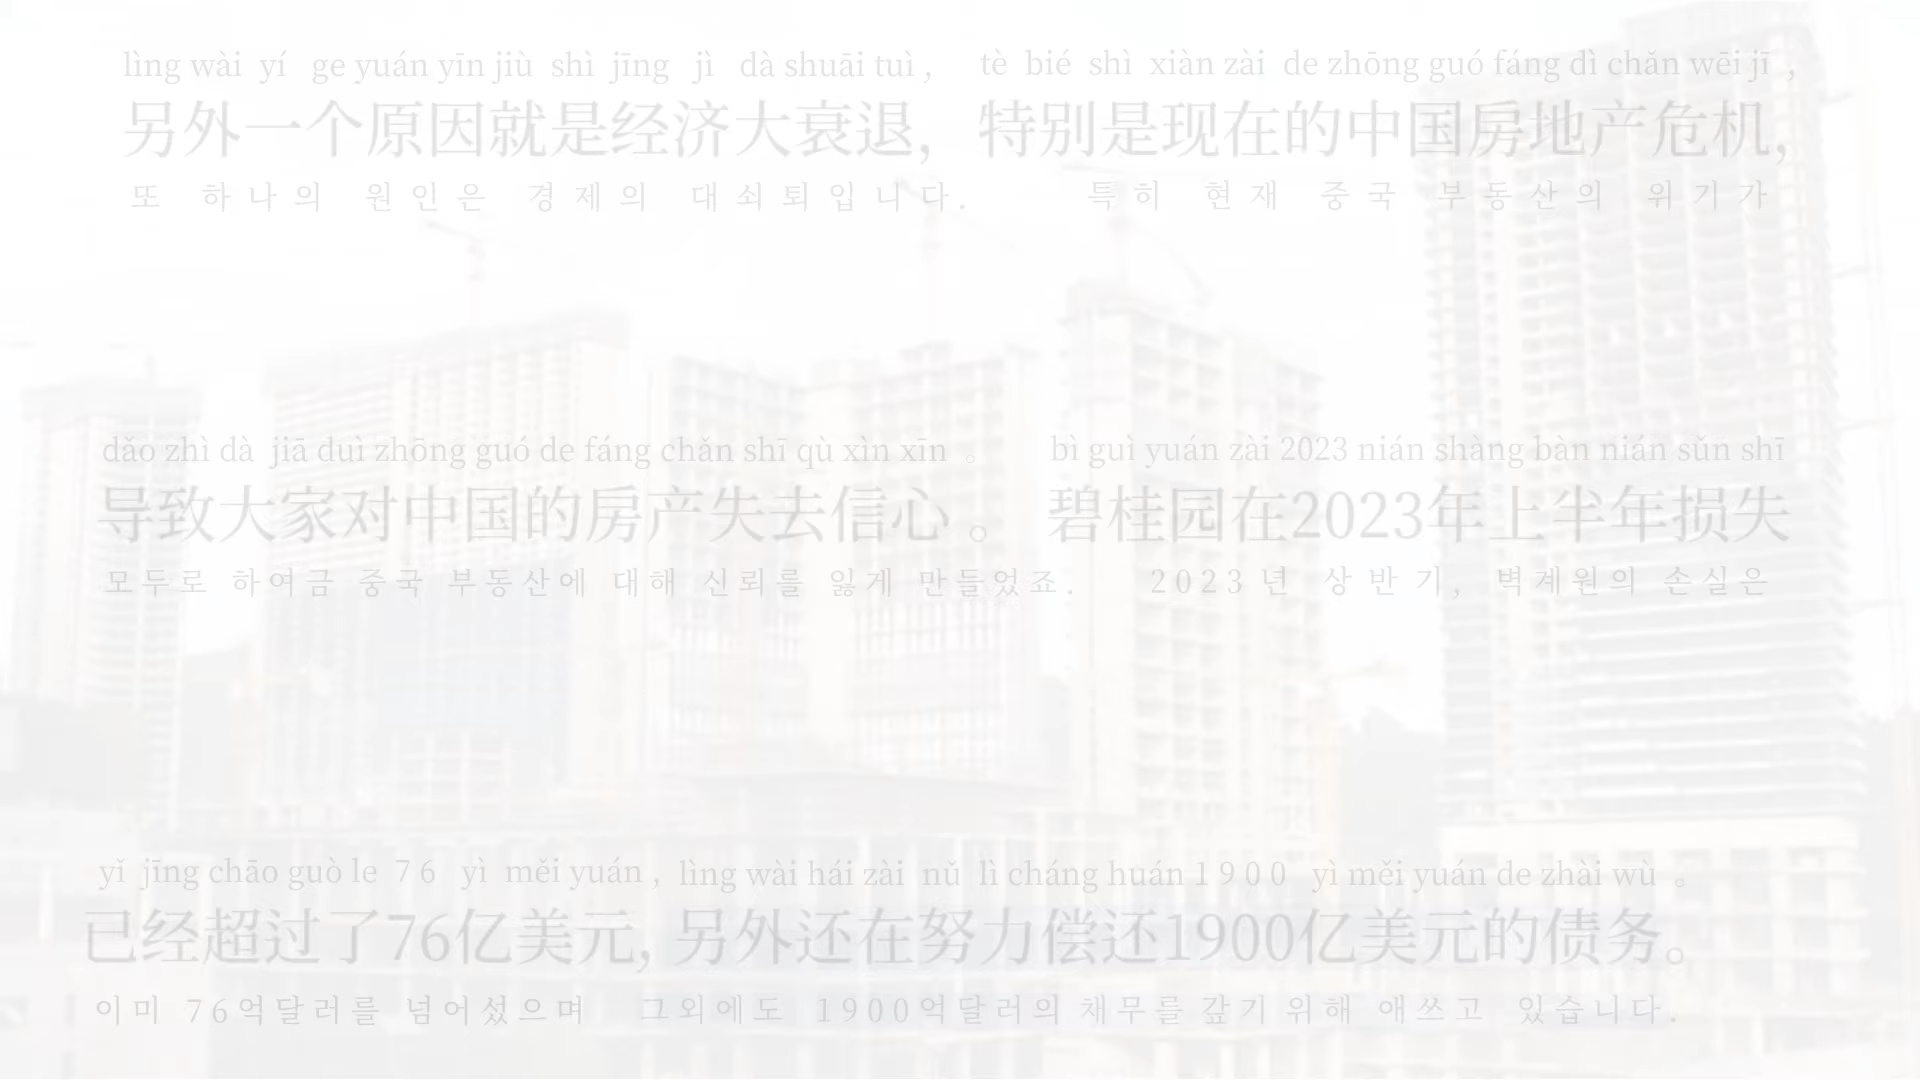 lìng wài yí ge yuán yīn jiù shì jīng jì dà shuāi tuì , tè bié shì xiàn zài de zhōng guó fáng dì chǎn wēi jī ,
另外一个原因就是经济大衰退, 特别是现在的中国房地产危机,
또 하나의 원인은 경제의 대쇠퇴입니다. 특히 현재 중국 부동산의 위기가
dǎo zhì dà jiā duì zhōng guó de fáng chǎn shī qù xìn xīn 。 bì guì yuán zài 2023 nián shàng bàn nián sǔn shī
导致大家对中国的房产失去信心 。 碧桂园在2023年上半年损失
모두로 하여금 중국 부동산에 대해 신뢰를 잃게 만들었죠. 2023년 상반기, 벽계원의 손실은
yǐ jīng chāo guò le 76 yì měi yuán , lìng wài hái zài nǔ lì cháng huán 1900 yì měi yuán de zhài wù 。
已经超过了76亿美元, 另外还在努力偿还1900亿美元的债务。
이미 76억달러를 넘어섰으며 그외에도 1900억달러의 채무를 갚기 위해 애쓰고 있습니다.